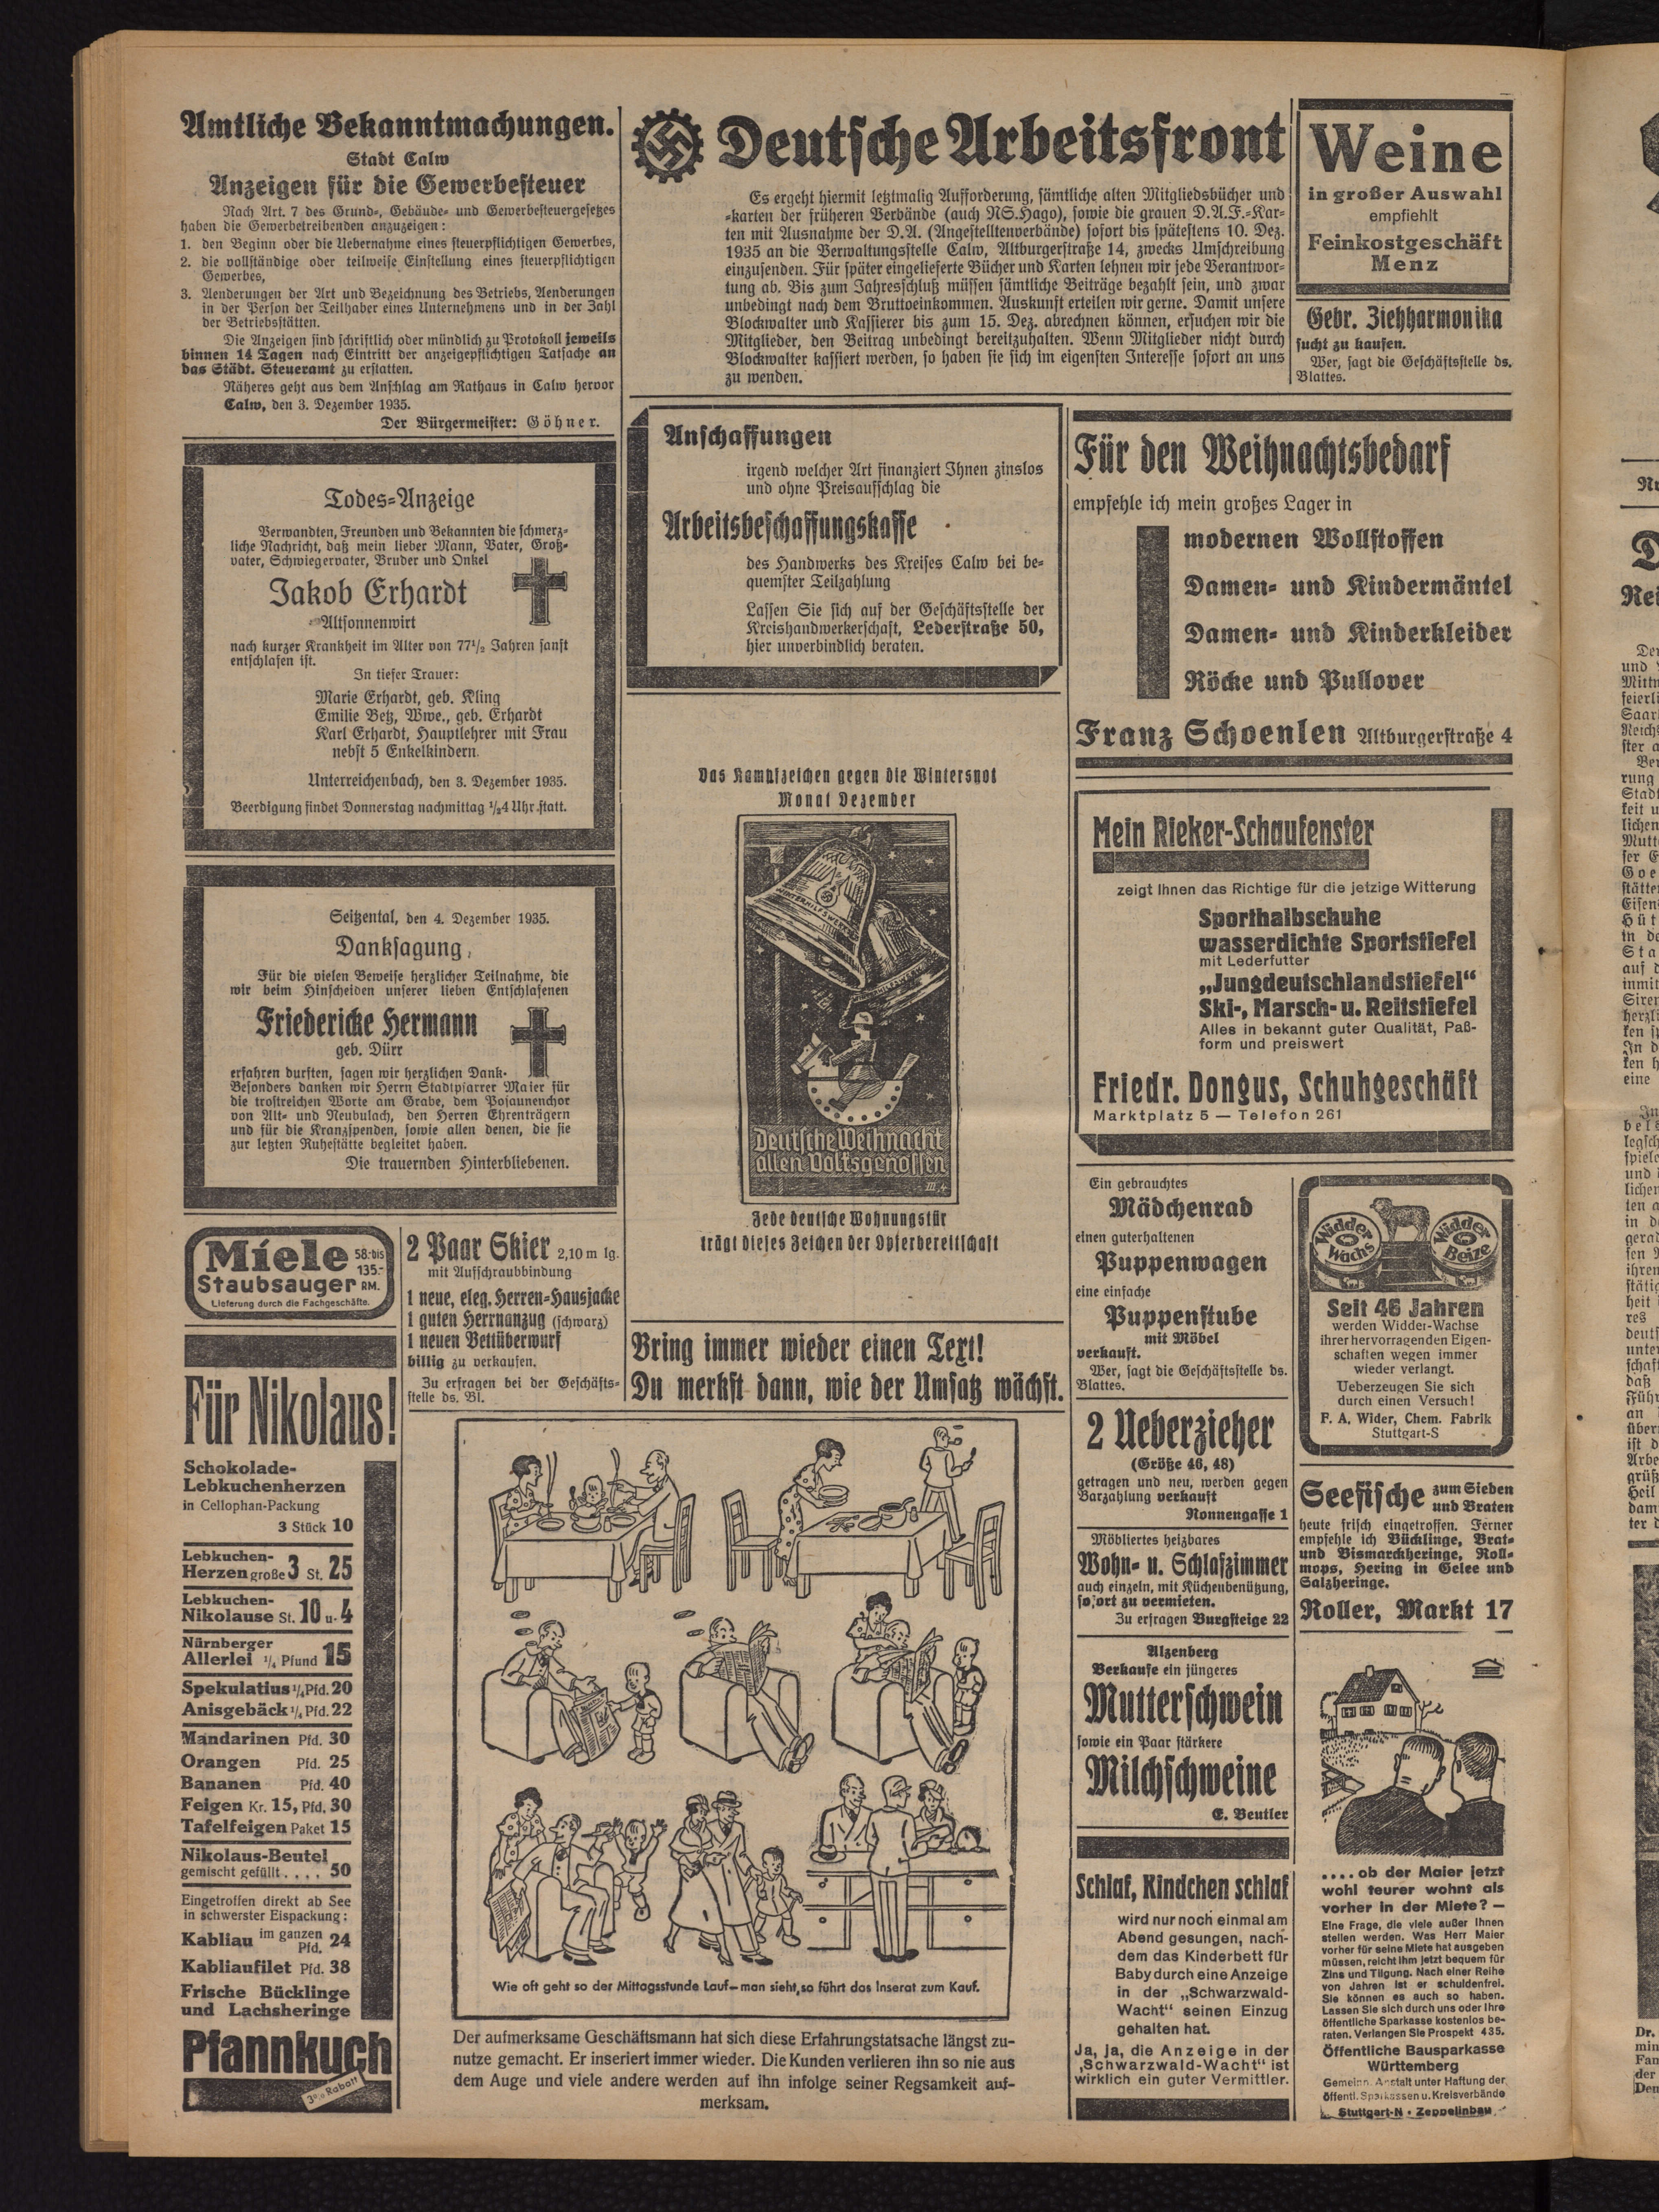 Amtliche Bekanntmachungen.
Stadt Calw
Anzeigen für die Gewerbesteuer
Nach Art. 7 des Grund-, Gebäude- und Gewerbesteuergesetzes
haben die Gewerbetreibenden anzuzeigen:
1. den Beginn oder die Uebernahme eines steuerpflichtigen Gewerbes,
2. die vollständige oder teilweise Einstellung eines steuerpflichtigen
Gewerbes,
3. Aenderungen der Art und Bezeichnung des Betriebs, Aenderungen
in der Person der Teilhaber eines Unternehmens und in der Zahl
der Betriebsstätten.
Die Anzeigen sind schriftlich oder mündlich zu Protokoll jeweils
binnen 14 Tagen nach Eintritt der anzeigepflichtigen Tatsache an
das Städt. Steueramt zu erstatten.
Näheres geht aus dem Anschlag am Rathaus in Calw hervor
Calw, den 3. Dezember 1935.
Der Bürgermeister: Göhner.
Todes-Anzeige
Verwandten, Freunden und Bekannten die schmerz-
liche Nachricht, daß mein lieber Mann, Vater, Groß-
vater, Schwiegervater, Bruder und Onkel
Jakob Erhardt
Altsonnenwirt
nach kurzer Krankheit im Alter von 77½ Jahren sanft
entschlafen ist.
In tiefer Trauer:
Marie Erhardt, geb. Kling
Emilie Betz, Wwe., geb. Erhardt
Karl Erhardt, Hauptlehrer mit Frau
nebst 5 Enkelkindern.
Unterreichenbach, den 3. Dezember 1935.
Beerdigung findet Donnerstag nachmittag ½4 Uhr statt.
Seitzental, den 4. Dezember 1935.
Danksagung.
Für die vielen Beweise herzlicher Teilnahme, die
wir beim Hinscheiden unserer lieben Entschlafenen
Friedericke Hermann
geb. Dürr
erfahren durften, sagen wir herzlichen Dank.
Besonders danken wir Herrn Stadtpfarrer Maier für
die trostreichen Worte am Grabe, dem Posaunenchor
von Alt- und Neubulach, den Herren Ehrenträgern
und für die Kranzspenden, sowie allen denen, die sie
zur letzten Ruhestätte begleitet haben.
Die trauernden Hinterbliebenen.
Miele 58.-bis
135.-
Staubsauger RM.
Lieferung durch die Fachgeschäfte.
Für Nikolaus!
Schokolade-
Lebkuchenherzen
in Cellophan-Packung
3 Stück 10
Lebkuchen-
Herzen große 3 St. 25
Lebkuchen-
Nikolause St. 10 u. 4
Nürnberger
Allerlei ¼ Pfund 15
Spekulatius ¼ Pfd. 20
Anisgebäck ¼ Pfd. 22
Mandarinen Pfd. 30
Orangen Pfd. 25
Bananen Pfd. 40
Feigen Kr. 15, Pfd. 30
Tafelfeigen Paket 15
Nikolaus-Beutel
gemischt gefüllt . . . . 50
Eingetroffen direkt ab See
in schwerster Eispackung:
Kabliau im ganzen Pfd. 24
Kabliaufilet Pfd. 38
Frische Bücklinge
und Lachsheringe
Pfannkuch
3% Rabatt
2 Paar Skier 2,10 m lg.
mit Aufschraubbindung
1 neue, eleg. Herren-Hausjacke
1 guten Herrnanzug (schwarz)
1 neuen Bettüberwurf
billig zu verkaufen.
Zu erfragen bei der Geschäfts-
stelle ds. Bl.
Deutsche Arbeitsfront
Es ergeht hiermit letztmalig Aufforderung, sämtliche alten Mitgliedsbücher und
-karten der früheren Verbände (auch NS.Hago), sowie die grauen D.A.F.-Kar-
ten mit Ausnahme der D.A. (Angestelltenverbände) sofort bis spätestens 10. Dez.
1935 an die Verwaltungsstelle Calw, Altburgerstraße 14, zwecks Umschreibung
einzusenden. Für später eingelieferte Bücher und Karten lehnen wir jede Verantwor-
tung ab. Bis zum Jahresschluß müssen sämtliche Beiträge bezahlt sein, und zwar
unbedingt nach dem Bruttoeinkommen. Auskunft erteilen wir gerne. Damit unsere
Blockwalter und Kassierer bis zum 15. Dez. abrechnen können, ersuchen wir die
Mitglieder, den Beitrag unbedingt bereitzuhalten. Wenn Mitglieder nicht durch
Blockwalter kassiert werden, so haben sie sich im eigensten Interesse sofort an uns
zu wenden.
Anschaffungen
irgend welcher Art finanziert Ihnen zinslos
und ohne Preisaufschlag die
Arbeitsbeschaffungskasse
des Handwerks des Kreises Calw bei be-
quemster Teilzahlung
Lassen Sie sich auf der Geschäftsstelle der
Kreishandwerkerschaft, Lederstraße 50,
hier unverbindlich beraten.
Das Kampfzeichen gegen die Wintersnot
Monat Dezember
WINTERHILFSWERK
Deutsche Weihnacht
allen Volksgenossen
Jede deutsche Wohnungstür
trägt dieses Zeichen der Opferbereitschaft
Bring immer wieder einen Text!
Du merkst dann, wie der Umsatz wächst.
Wie oft geht so der Mittagsstunde Lauf—man sieht, so führt das Inserat zum Kauf.
Der aufmerksame Geschäftsmann hat sich diese Erfahrungstatsache längst zu-
nutze gemacht. Er inseriert immer wieder. Die Kunden verlieren ihn so nie aus
dem Auge und viele andere werden auf ihn infolge seiner Regsamkeit auf-
merksam.
Weine
in großer Auswahl
empfiehlt
Feinkostgeschäft
Menz
Gebr. Ziehharmonika
sucht zu kaufen.
Wer, sagt die Geschäftsstelle ds.
Blattes.
Für den Weihnachtsbedarf
empfehle ich mein großes Lager in
modernen Wollstoffen
Damen- und Kindermäntel
Damen- und Kinderkleider
Röcke und Pullover
Franz Schoenlen Altburgerstraße 4
Mein Rieker-Schaufenster
zeigt Ihnen das Richtige für die jetzige Witterung
Sporthalbschuhe
wasserdichte Sportstiefel
mit Lederfutter
„Jungdeutschlandstiefel“
Ski-, Marsch- u. Reitstiefel
Alles in bekannt guter Qualität, Paß-
form und preiswert
Friedr. Dongus, Schuhgeschäft
Marktplatz 5 — Telefon 261
Ein gebrauchtes
Mädchenrad
einen guterhaltenen
Puppenwagen
eine einfache
Puppenstube
mit Möbel
verkauft.
Wer, sagt die Geschäftsstelle ds.
Blattes.
2 Ueberzieher
(Größe 46, 48)
getragen und neu, werden gegen
Barzahlung verkauft
Nonnengasse 1
Möbliertes heizbares
Wohn- u. Schlafzimmer
auch einzeln, mit Küchenbenützung,
sofort zu vermieten.
Zu erfragen Burgsteige 22
Alzenberg
Verkaufe ein jüngeres
Mutterschwein
sowie ein Paar stärkere
Milchschweine
E. Beutler
Schlaf, Kindchen schlaf
wird nur noch einmal am
Abend gesungen, nach-
dem das Kinderbett für
Baby durch eine Anzeige
in der „Schwarzwald-
Wacht“ seinen Einzug
gehalten hat.
Ja, ja, die Anzeige in der
„Schwarzwald-Wacht“ ist
wirklich ein guter Vermittler.
Widder
Wachs
Widder
Beize
Seit 46 Jahren
werden Widder-Wachse
ihrer hervorragenden Eigen-
schaften wegen immer
wieder verlangt.
Ueberzeugen Sie sich
durch einen Versuch!
F. A. Wider, Chem. Fabrik
Stuttgart-S
Seefische zum Sieden
und Braten
heute frisch eingetroffen. Ferner
empfehle ich Bücklinge, Brat-
und Bismarckheringe, Roll-
mops, Hering in Gelee und
Salzheringe.
Roller, Markt 17
.... ob der Maier jetzt
wohl teurer wohnt als
vorher in der Miete? —
Eine Frage, die viele außer Ihnen
stellen werden. Was Herr Maier
vorher für seine Miete hat ausgeben
müssen, reicht ihm jetzt bequem für
Zins und Tilgung. Nach einer Reihe
von Jahren ist er schuldenfrei.
Sie können es auch so haben.
Lassen Sie sich durch uns oder Ihre
öffentliche Sparkasse kostenlos be-
raten. Verlangen Sie Prospekt 435.
Öffentliche Bausparkasse
Württemberg
Gemeinn. Anstalt unter Haftung der
öffentl. Sparkassen u. Kreisverbände
Stuttgart-N · Zeppelinbau